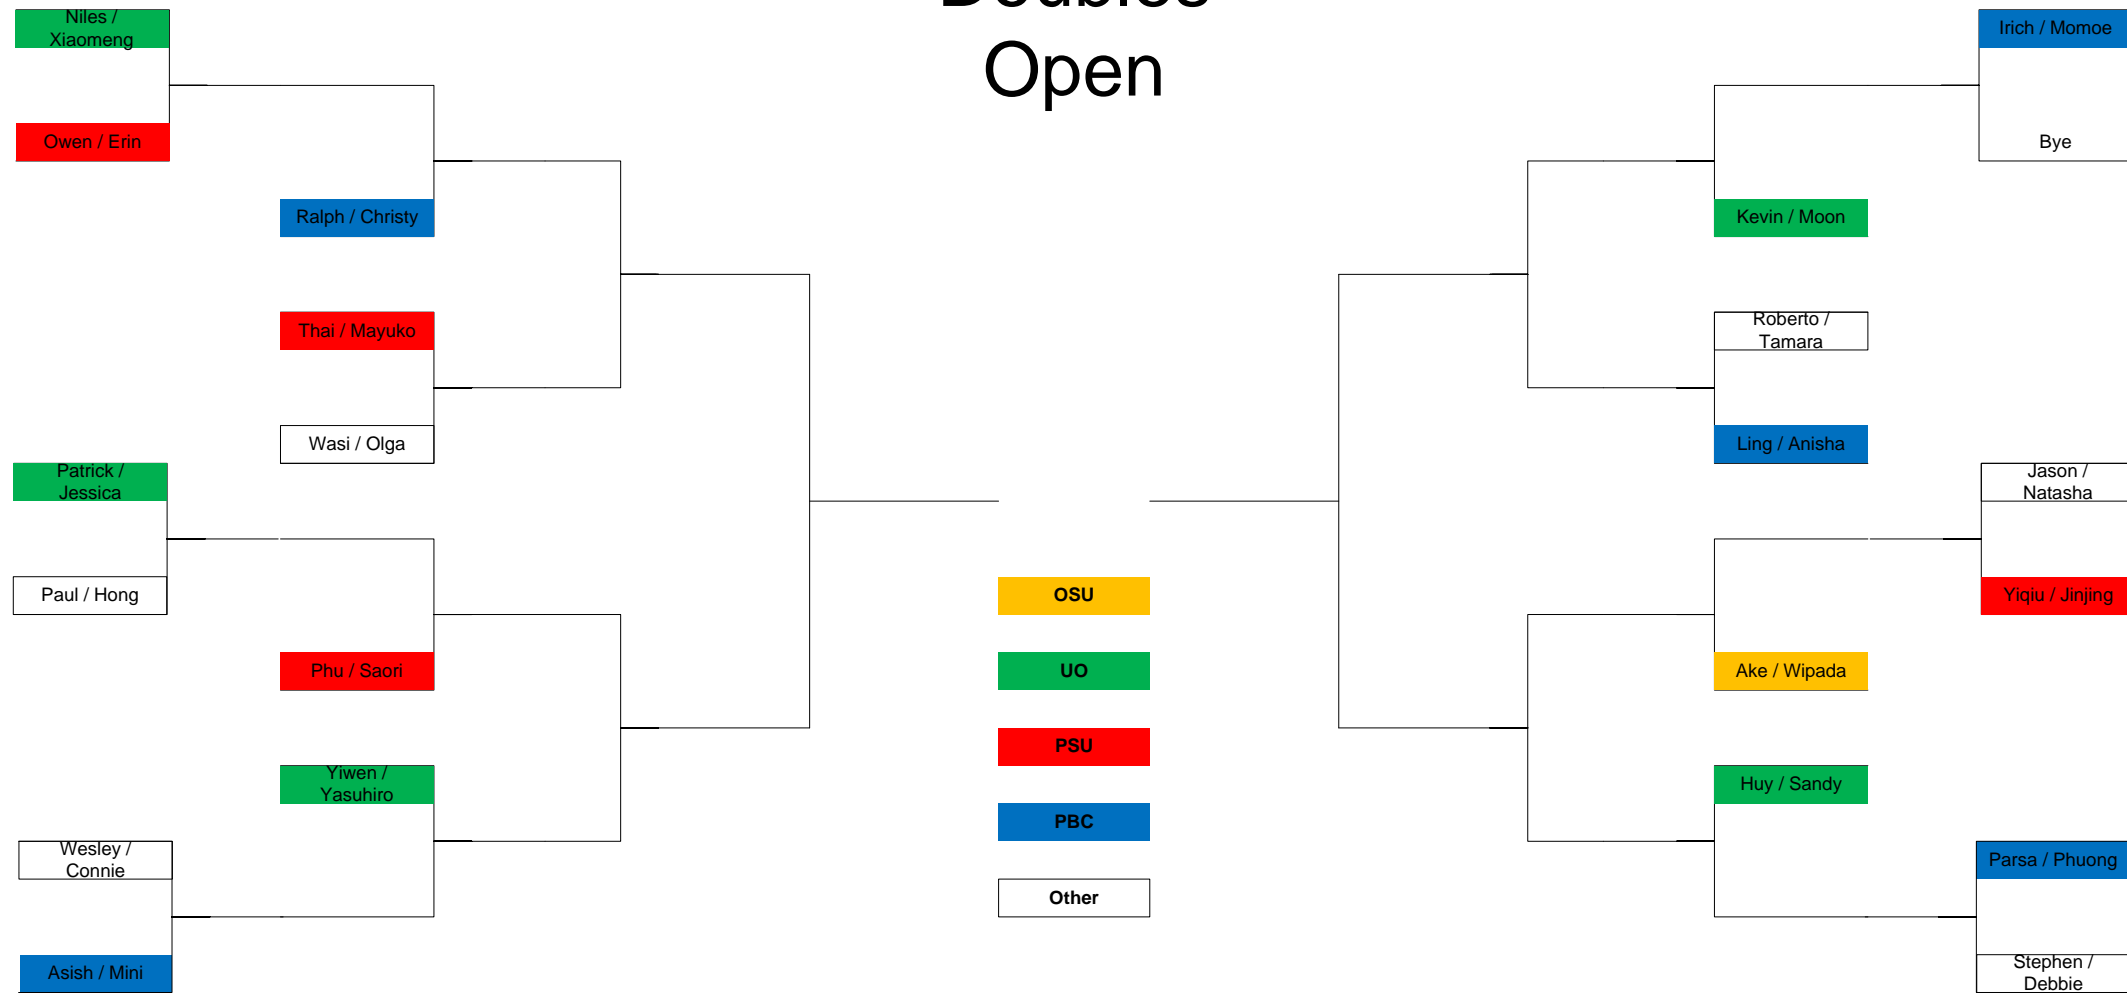 Doubles
Open
Niles /
Xiaomeng
Owen / Erin
Ralph / Christy
Thai / Mayuko
Wasi / Olga
Patrick /
Jessica
Paul / Hong
Phu / Saori
Yiwen /
Yasuhiro
Wesley /
Connie
Asish / Mini
OSU
UO
PSU
PBC
Other
Irich / Momoe
Bye
Kevin / Moon
Roberto /
Tamara
Ling / Anisha
Jason /
Natasha
Yiqiu / Jinjing
Ake / Wipada
Huy / Sandy
Parsa / Phuong
Stephen /
Debbie